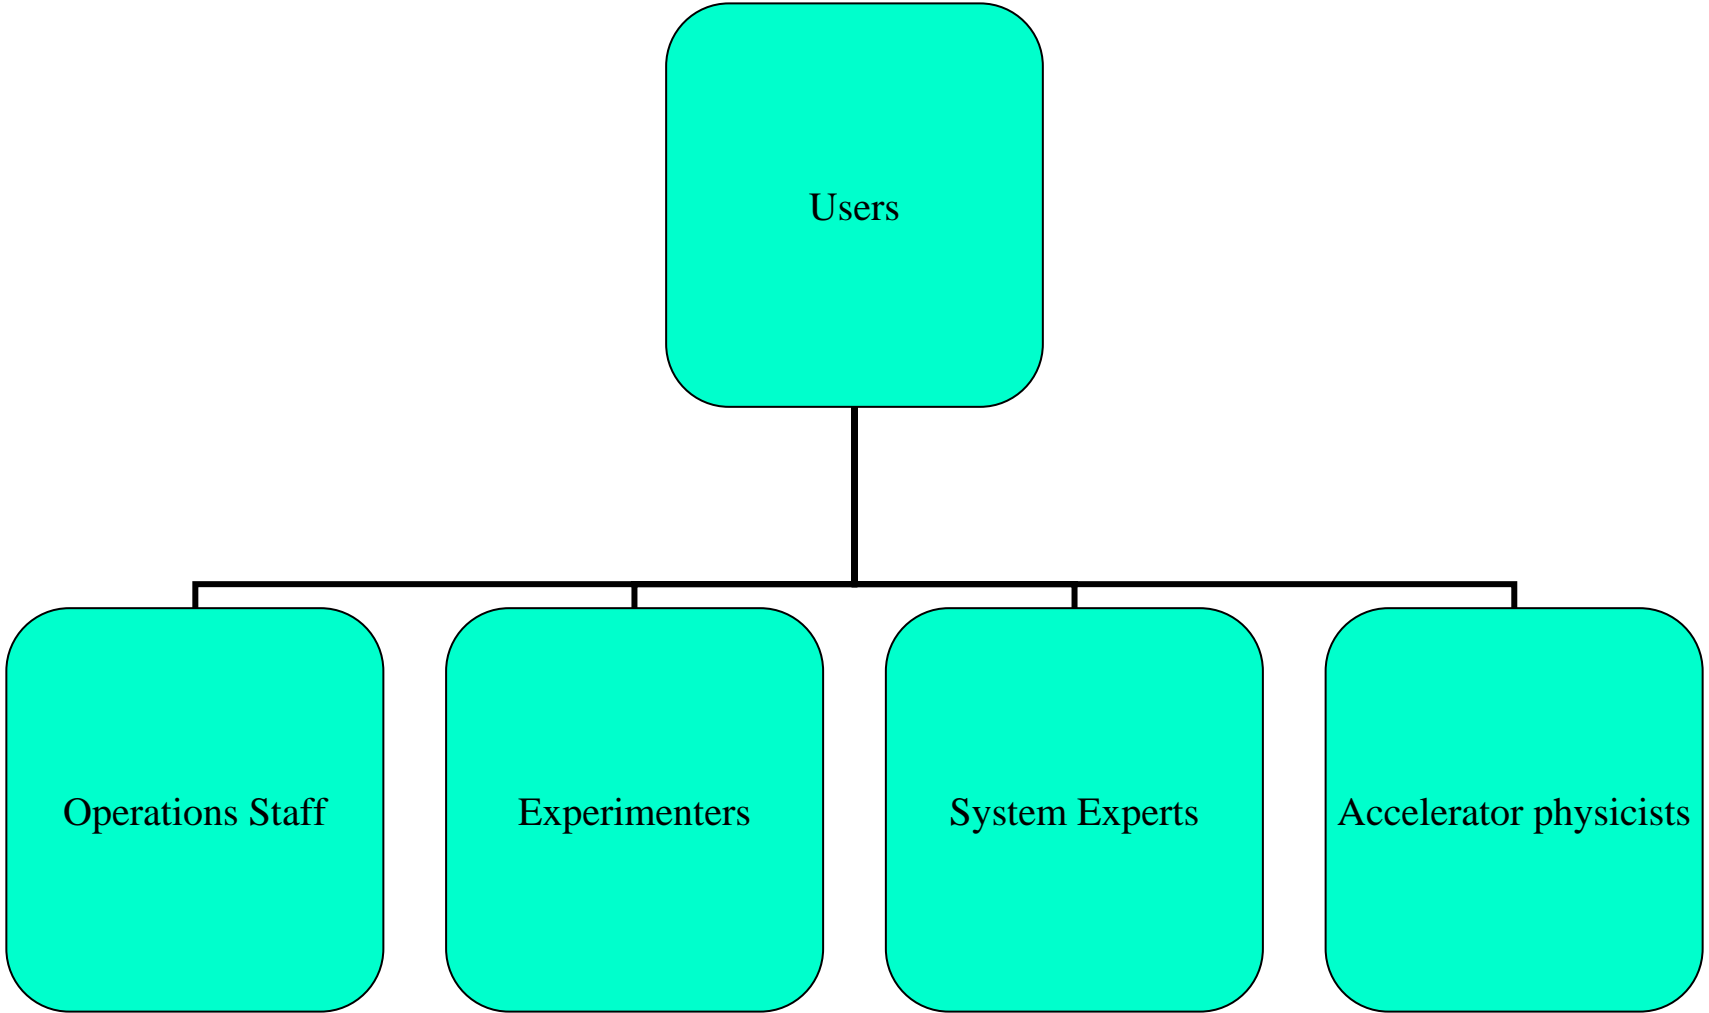 Users
Operations Staff
Experimenters
System Experts
Accelerator physicists